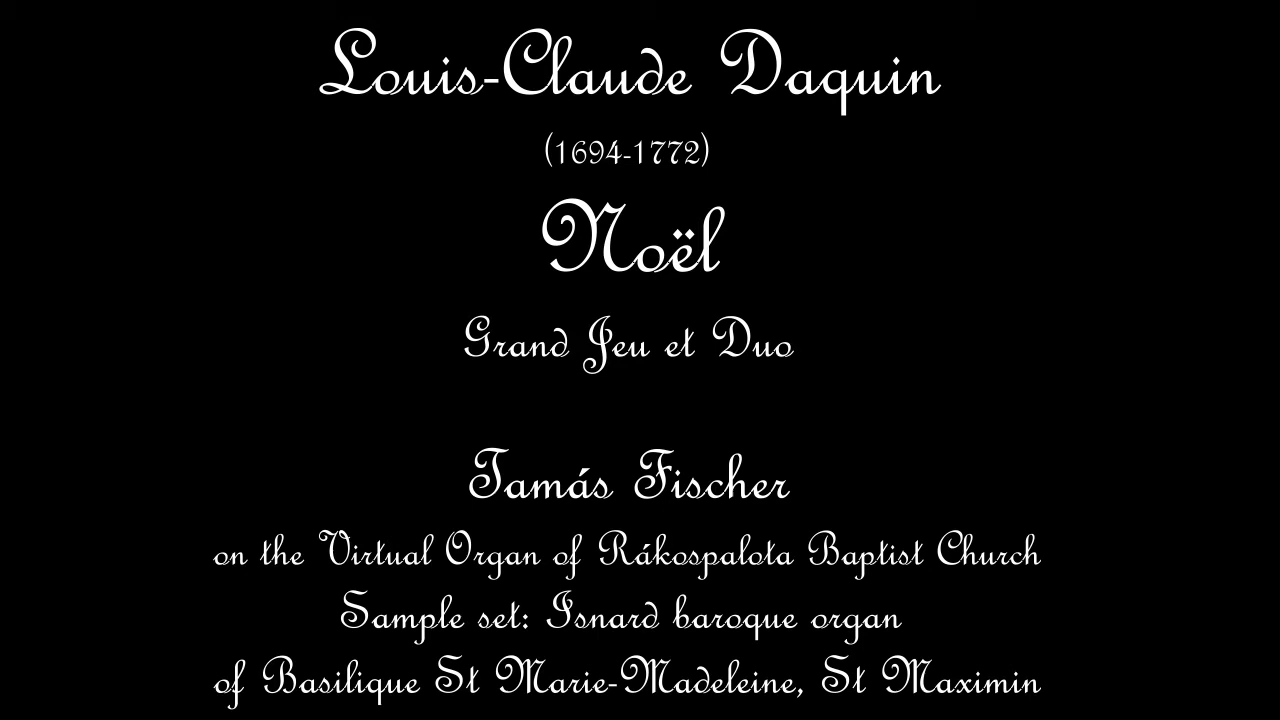 Louis-Claude Daquin
(1694-1772)
Noël
Grand Jeu et Duo
Tamás Fischer
on the Virtual Organ of Rákospalota Baptist Church
Sample set: Isnard baroque organ
of Basilique St Marie-Madeleine, St Maximin